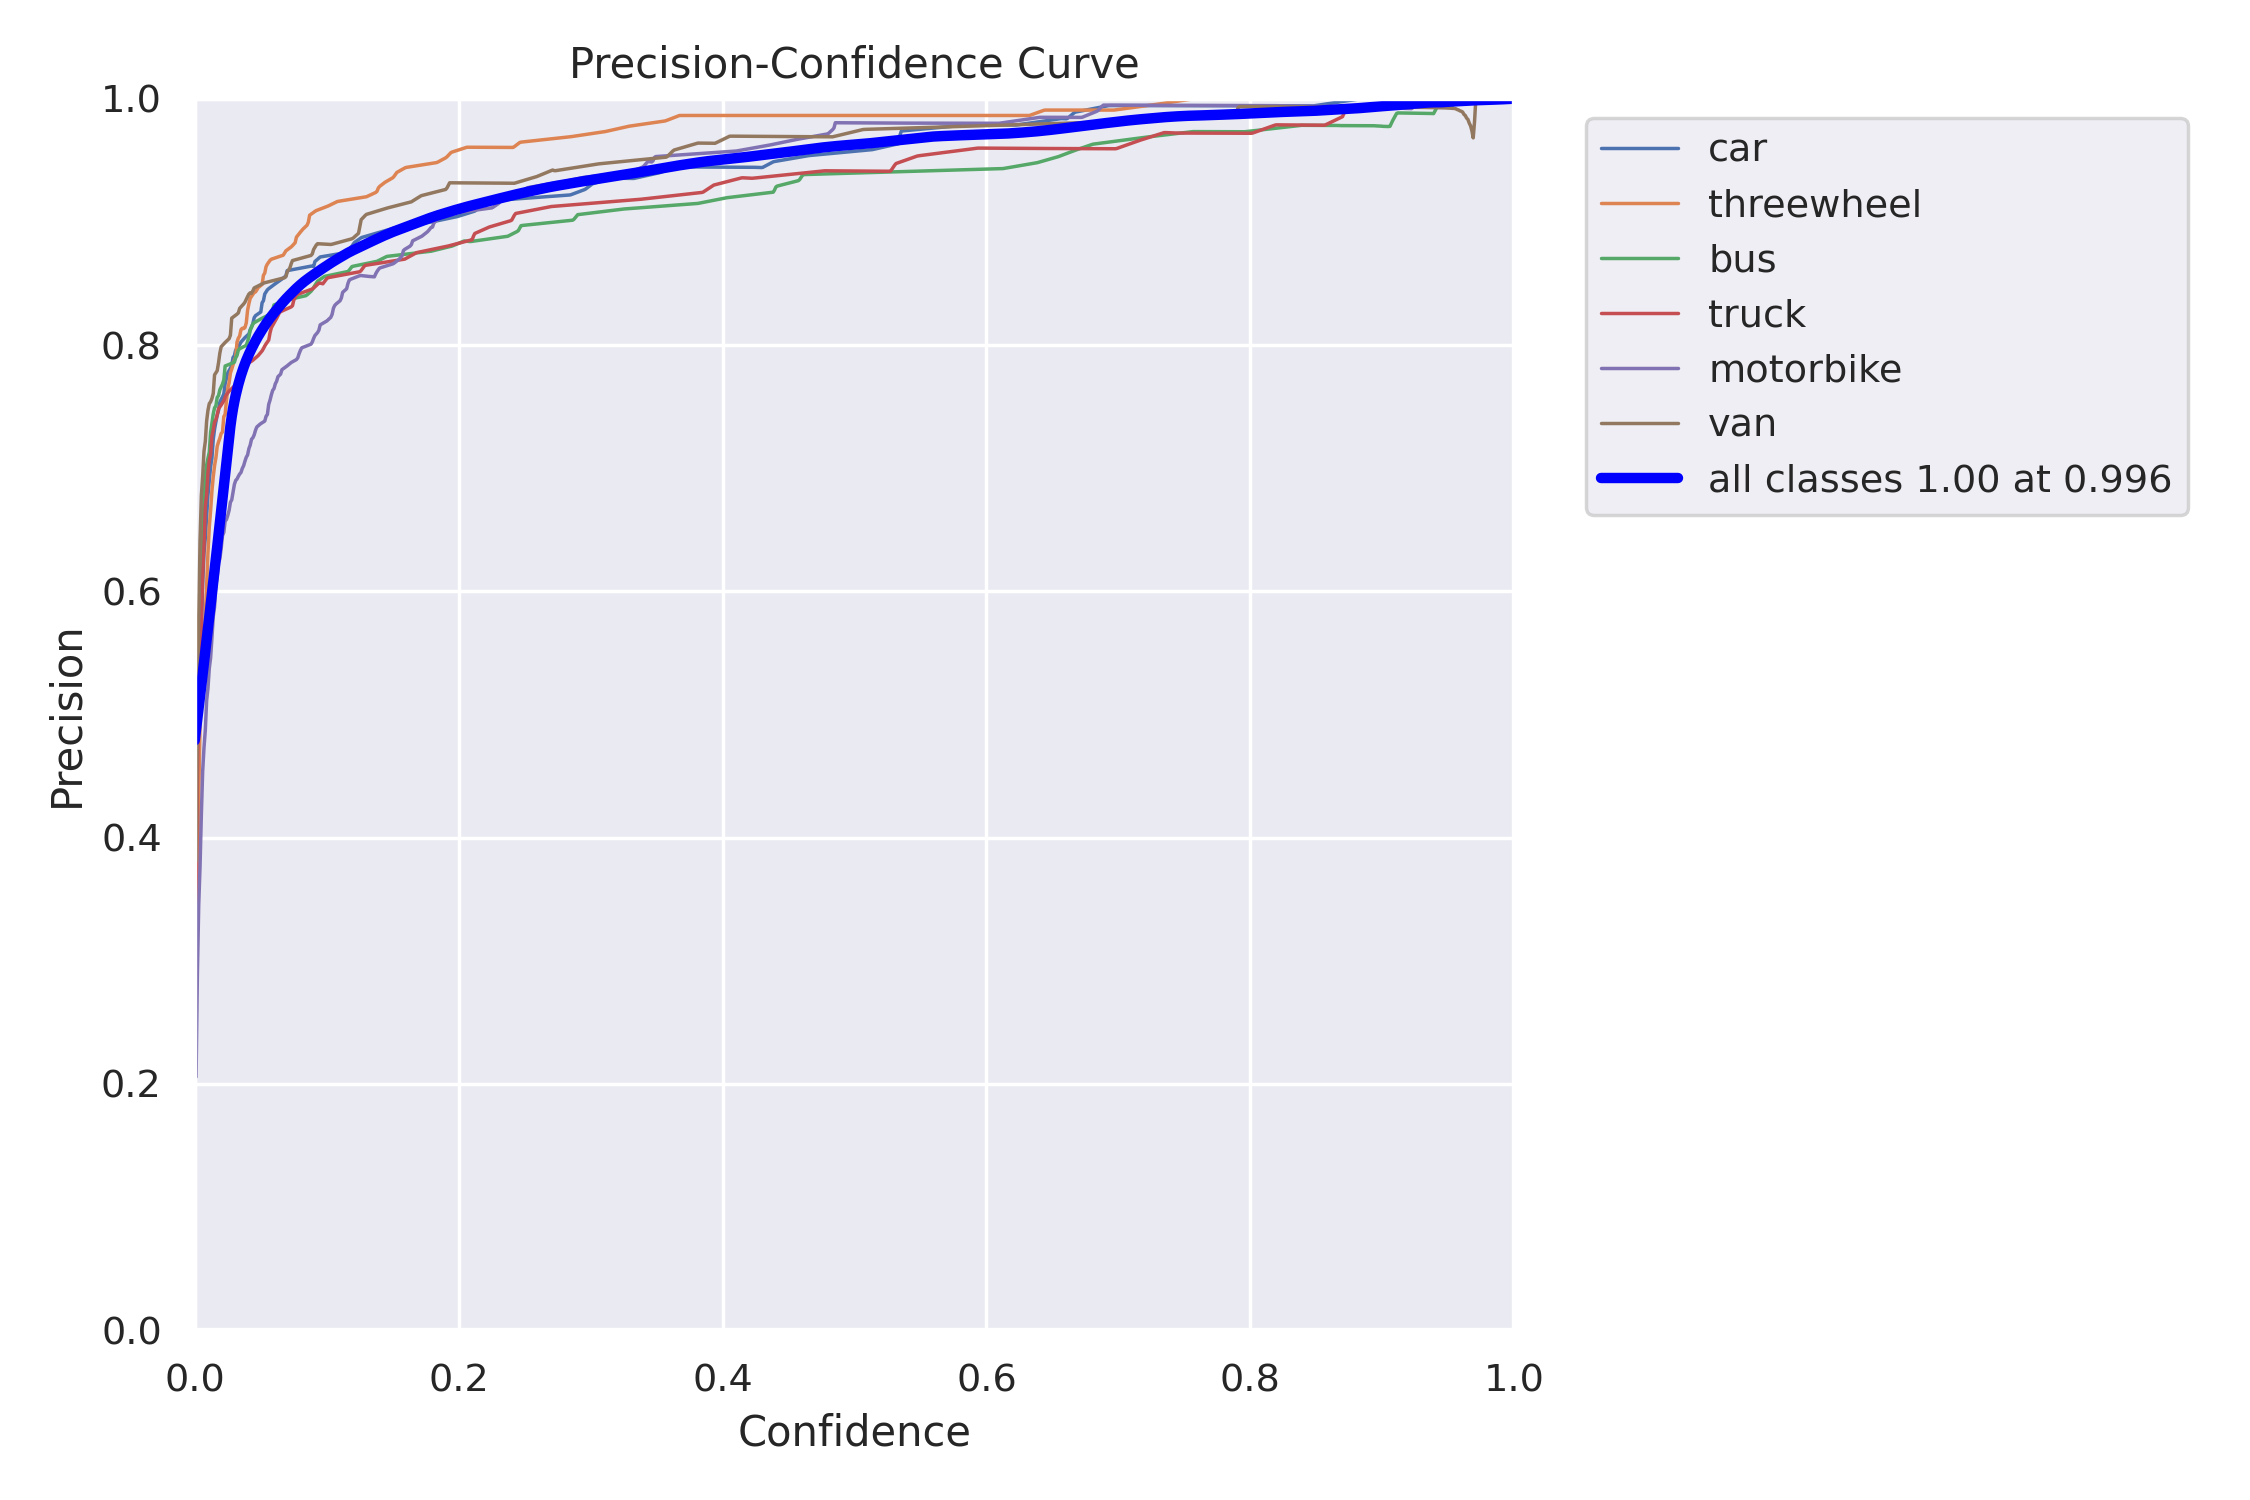 Precision-Confidence Curve
1.0
0.8
0.6
0.4
0.2
0.0
Precision
0.0 0.2 0.4 0.6 0.8 1.0
Confidence
car
threewheel
bus
truck
motorbike
van
all classes 1.00 at 0.996